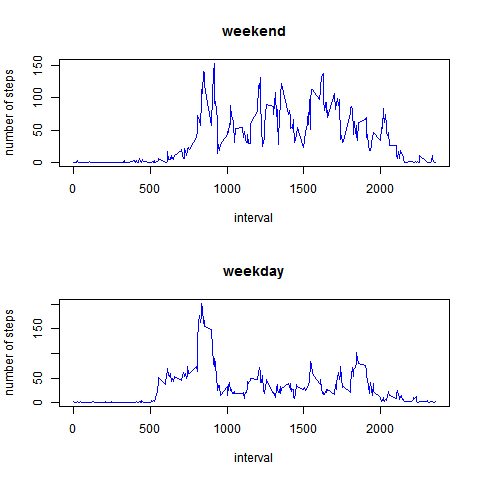 weekend
number of steps
0 50 100 150
0 500 1000 1500 2000
interval
weekday
number of steps
0 50 150
0 500 1000 1500 2000
interval